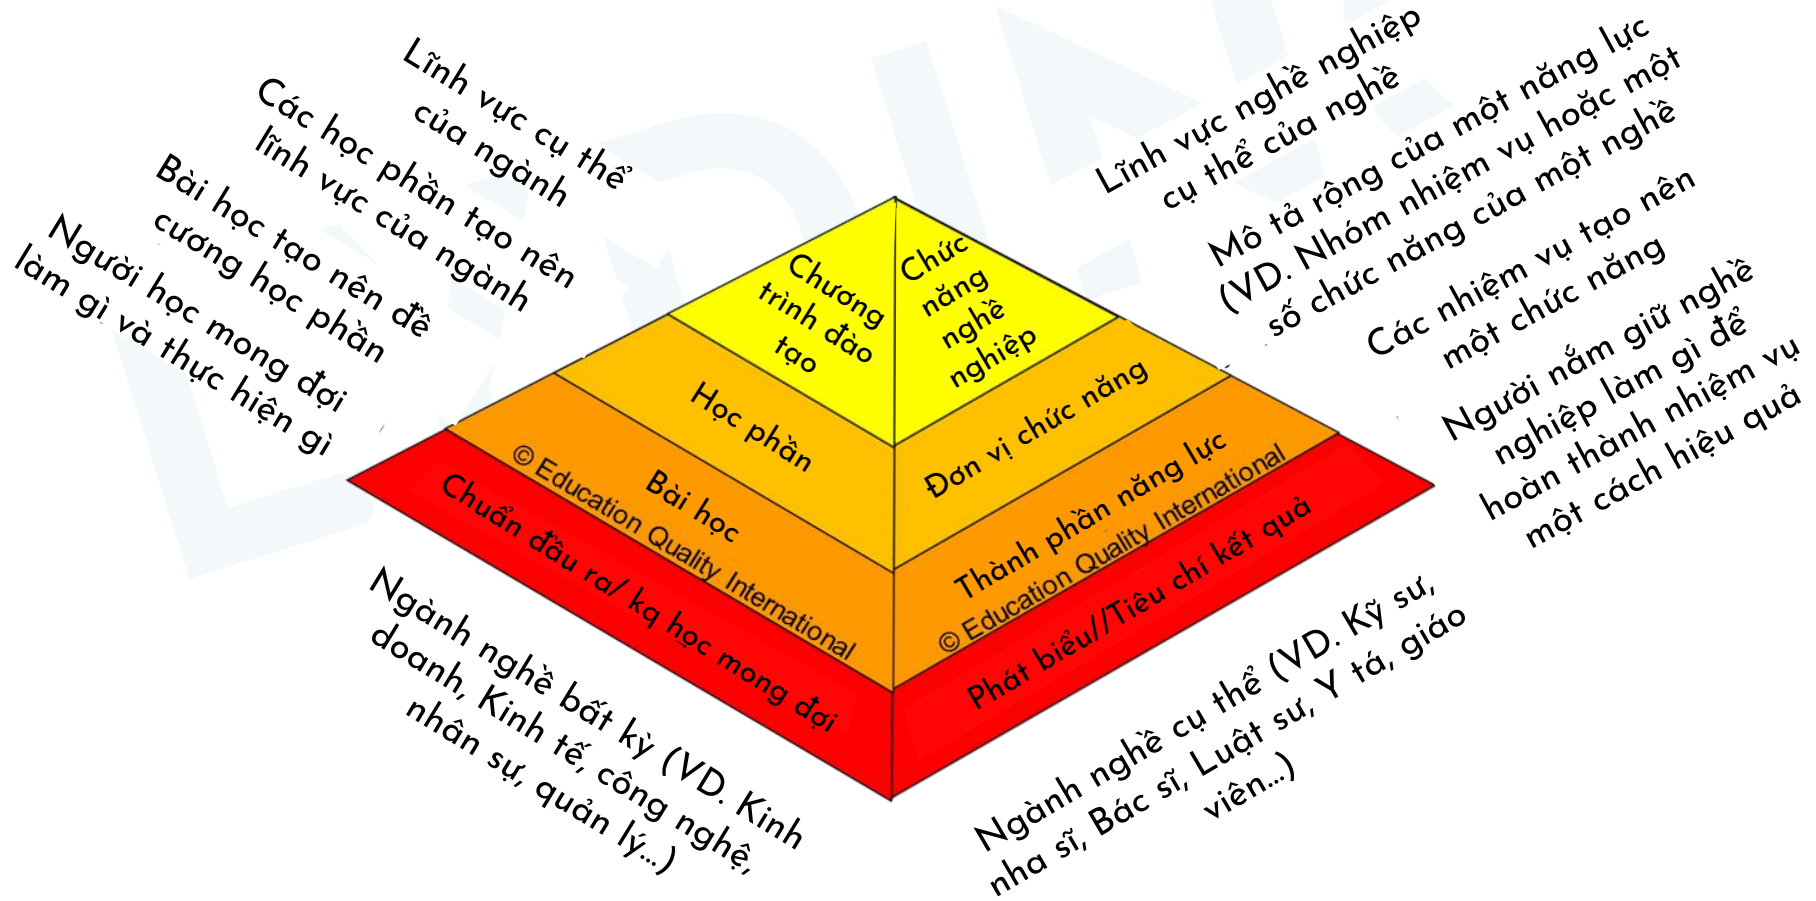 Lĩnh vực cụ thể
của ngành
Các học phần tạo nên
lĩnh vực của ngành
Bài học tạo nên đề
cương học phần
Người học mong đợi
làm gì và thực hiện gì
Lĩnh vực nghề nghiệp
cụ thể của nghề
Mô tả rộng của một năng lực
(VD. Nhóm nhiệm vụ hoặc một
số chức năng của một nghề
Các nhiệm vụ tạo nên
một chức năng
Người nắm giữ nghề
nghiệp làm gì để
hoàn thành nhiệm vụ
một cách hiệu quả
Chương
trình đào
tạo
Chức
năng
nghề
nghiệp
Học phần
Đơn vị chức năng
Bài học
© Education Quality International
Thành phần năng lực
© Education Quality International
Chuẩn đầu ra/ kq học mong đợi
Phát biểu//Tiêu chí kết quả
Ngành nghề bất kỳ (VD. Kinh
doanh, Kinh tế, công nghệ,
nhân sự, quản lý...)
Ngành nghề cụ thể (VD. Kỹ sư,
nha sĩ, Bác sĩ, Luật sư, Y tá, giáo
viên...)